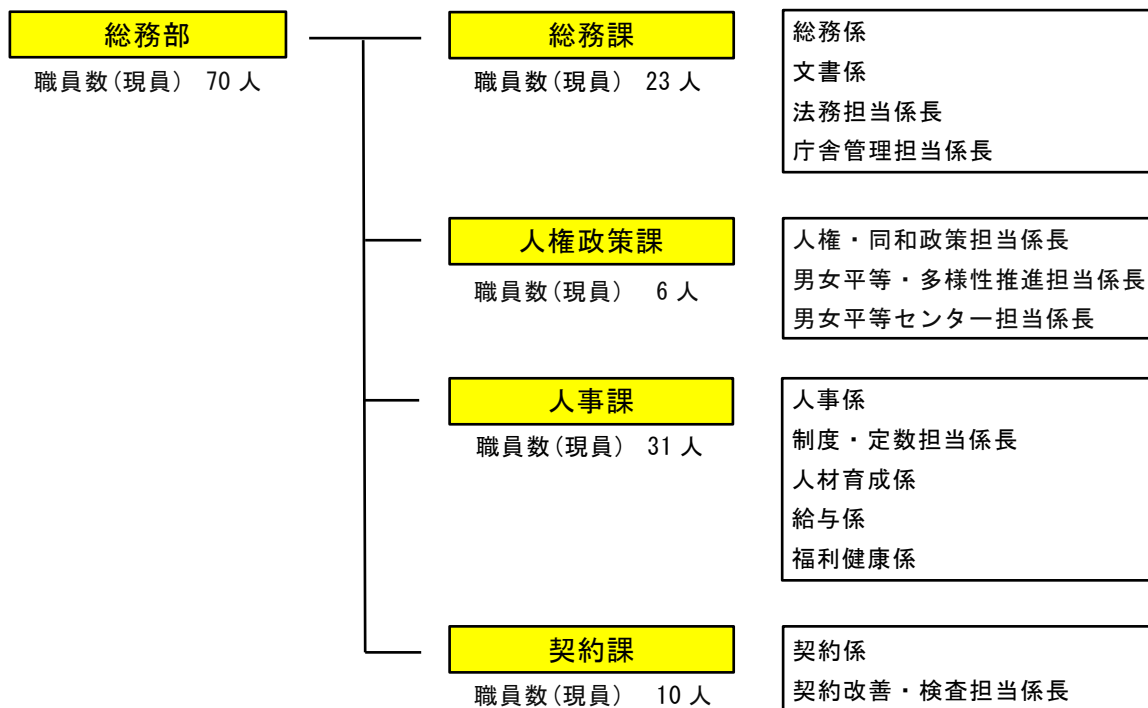 総務部
職員数(現員) 70 人
総務課
職員数(現員) 23 人
総務係
文書係
法務担当係長
庁舎管理担当係長
人権政策課
職員数(現員) 6 人
人権・同和政策担当係長
男女平等・多様性推進担当係長
男女平等センター担当係長
人事課
職員数(現員) 31 人
人事係
制度・定数担当係長
人材育成係
給与係
福利健康係
契約課
職員数(現員) 10 人
契約係
契約改善・検査担当係長